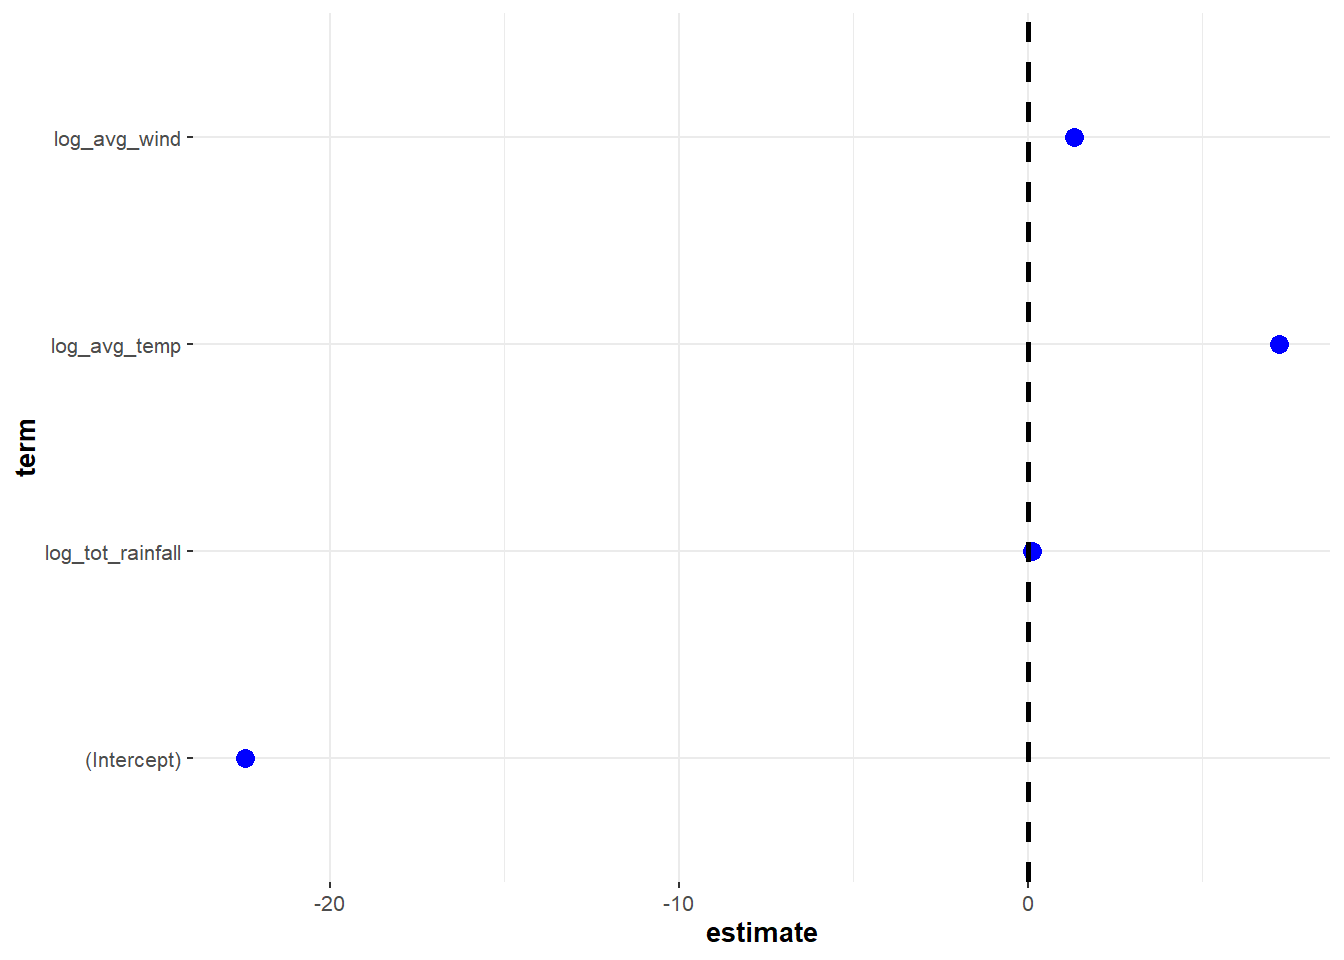 log_avg_wind
log_avg_temp
log_tot_rainfall
(Intercept)
term
-20 -10 0
estimate